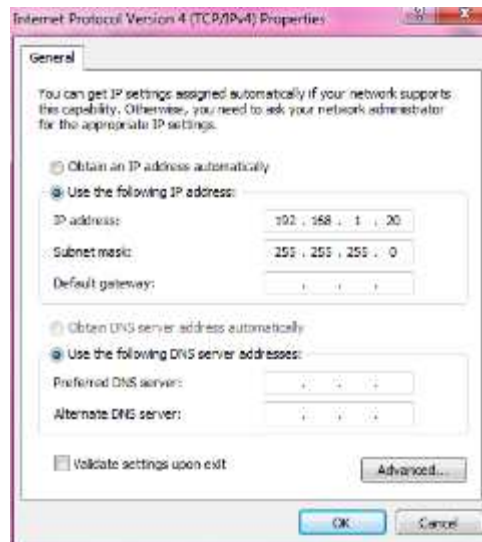 Internet Protocol Version 4 (TCP/IPv4) Properties
General
You can get IP settings assigned automatically if your network supports
this capability. Otherwise, you need to ask your network administrator
for the appropriate IP settings.
Obtain an IP address automatically
Use the following IP address:
IP address: 192 . 168 . 1 . 20
Subnet mask: 255 . 255 . 255 . 0
Default gateway: . . .
Obtain DNS server address automatically
Use the following DNS server addresses:
Preferred DNS server: . . .
Alternate DNS server: . . .
Validate settings upon exit
Advanced...
OK Cancel